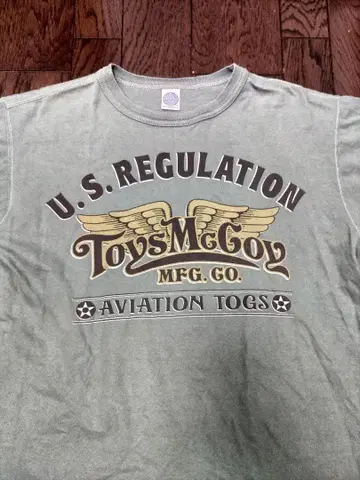 U.S. REGULATION
ToysMcCoy
MFG. CO.
AVIATION TOGS